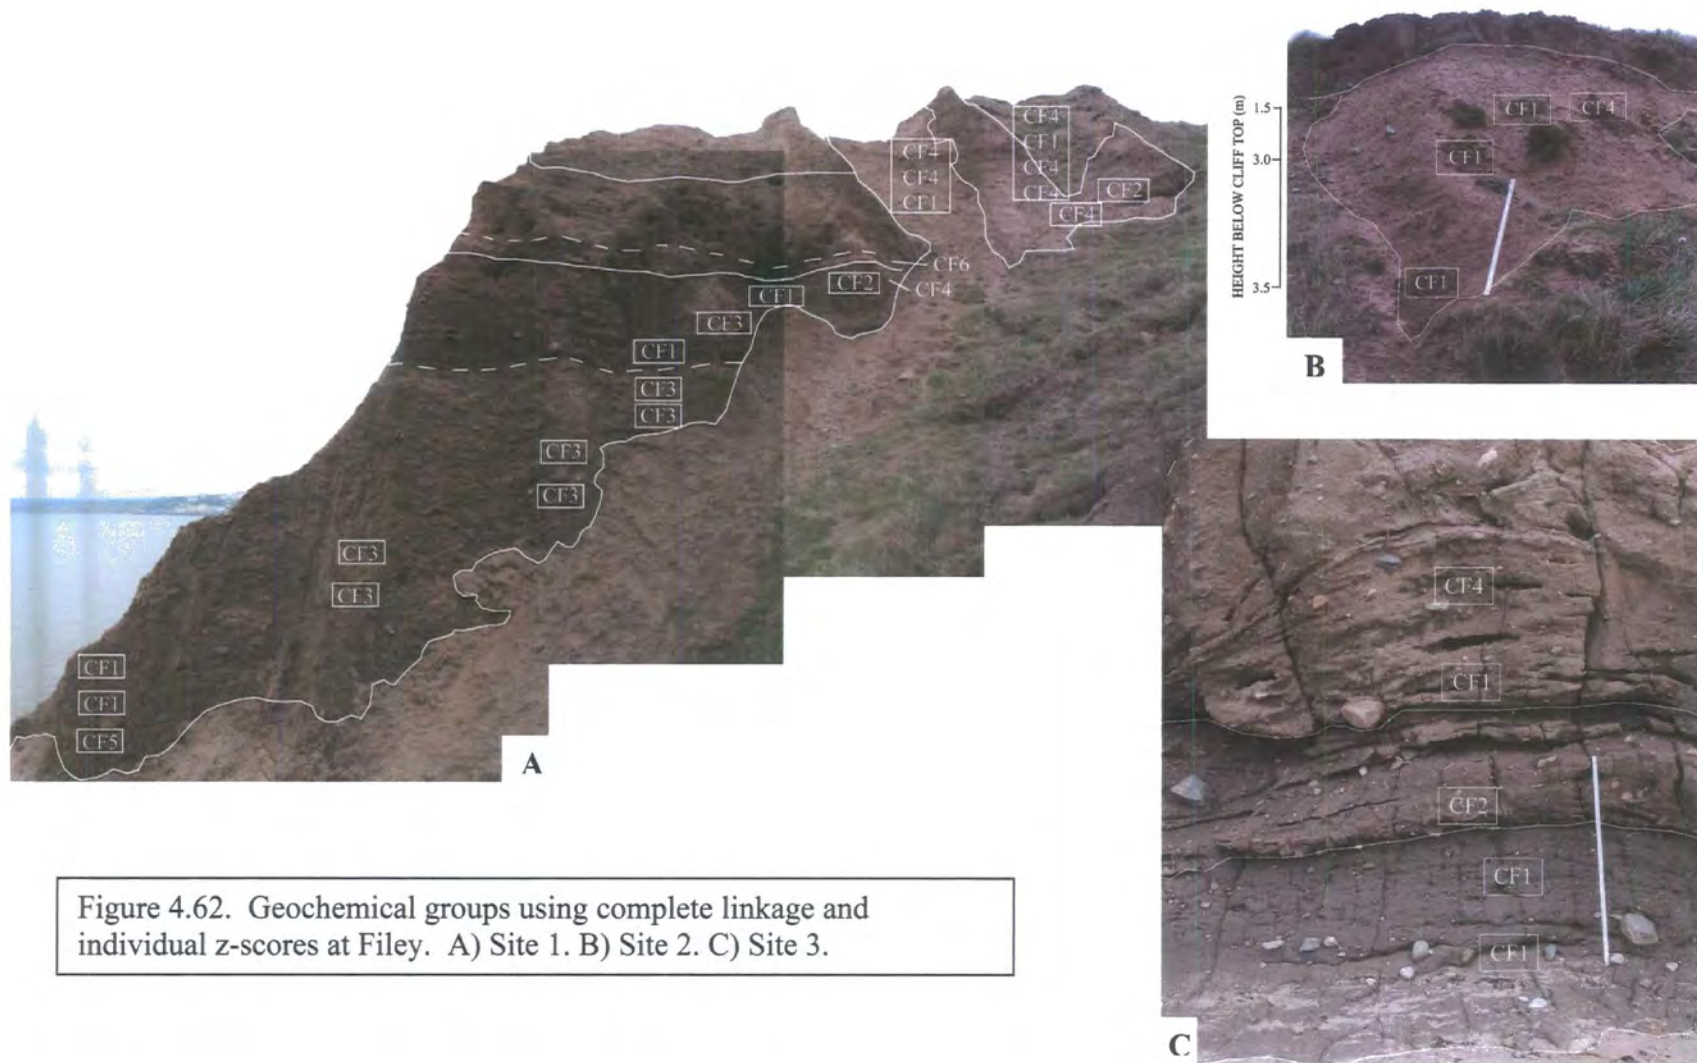 CF4
CF4
CF1
CF4
CF1
CF4
CF4
CF2
CF4
CF6
CF4
CF2
CF1
CF3
CF1
CF3
CF3
CF3
CF3
CF3
CF3
CF1
CF1
CF5
A
HEIGHT BELOW CLIFF TOP (m)
1.5
3.0
3.5
CF1
CF4
CF1
CF1
B
CF4
CF1
CF2
CF1
CF1
C
Figure 4.62. Geochemical groups using complete linkage and
individual z-scores at Filey. A) Site 1. B) Site 2. C) Site 3.